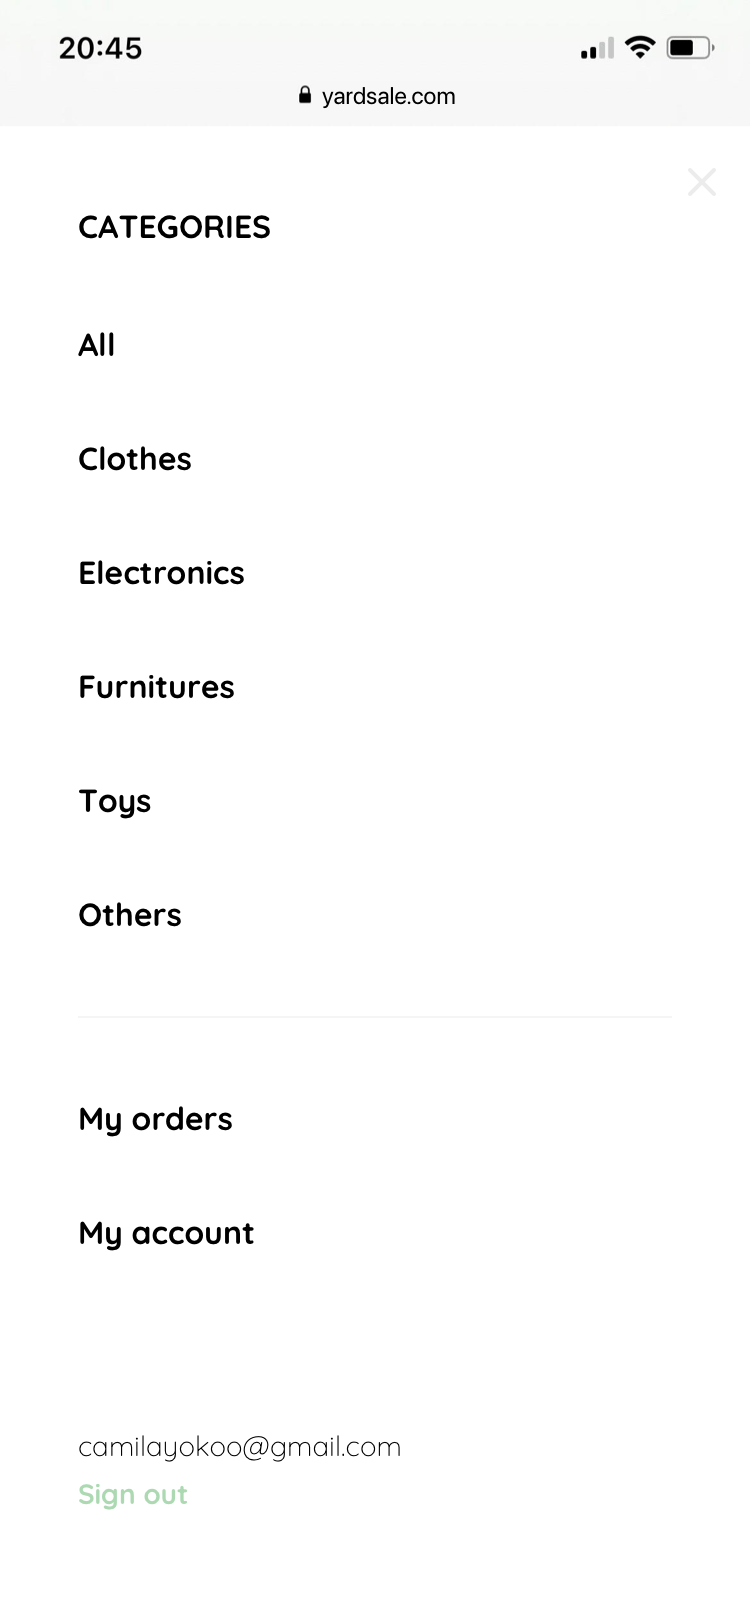 20:45
yardsale.com
CATEGORIES
All
Clothes
Electronics
Furnitures
Toys
Others
My orders
My account
camilayokoo@gmail.com
Sign out